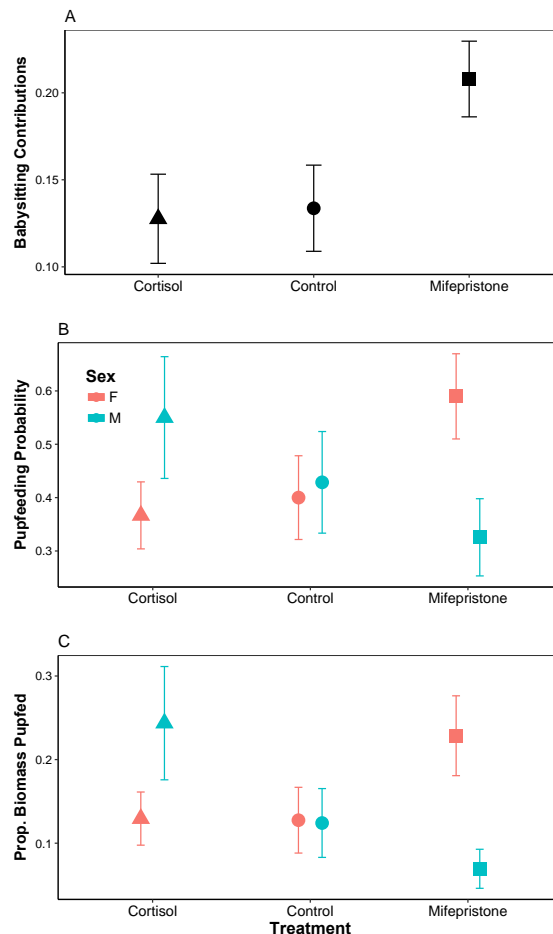 A
Babysitting Contributions
0.20
0.15
0.10
Cortisol Control Mifepristone
B
Pupfeeding Probability
Sex
F
M
0.6
0.5
0.4
0.3
Cortisol Control Mifepristone
C
Prop. Biomass Pupfed
0.3
0.2
0.1
Cortisol Control Mifepristone
Treatment